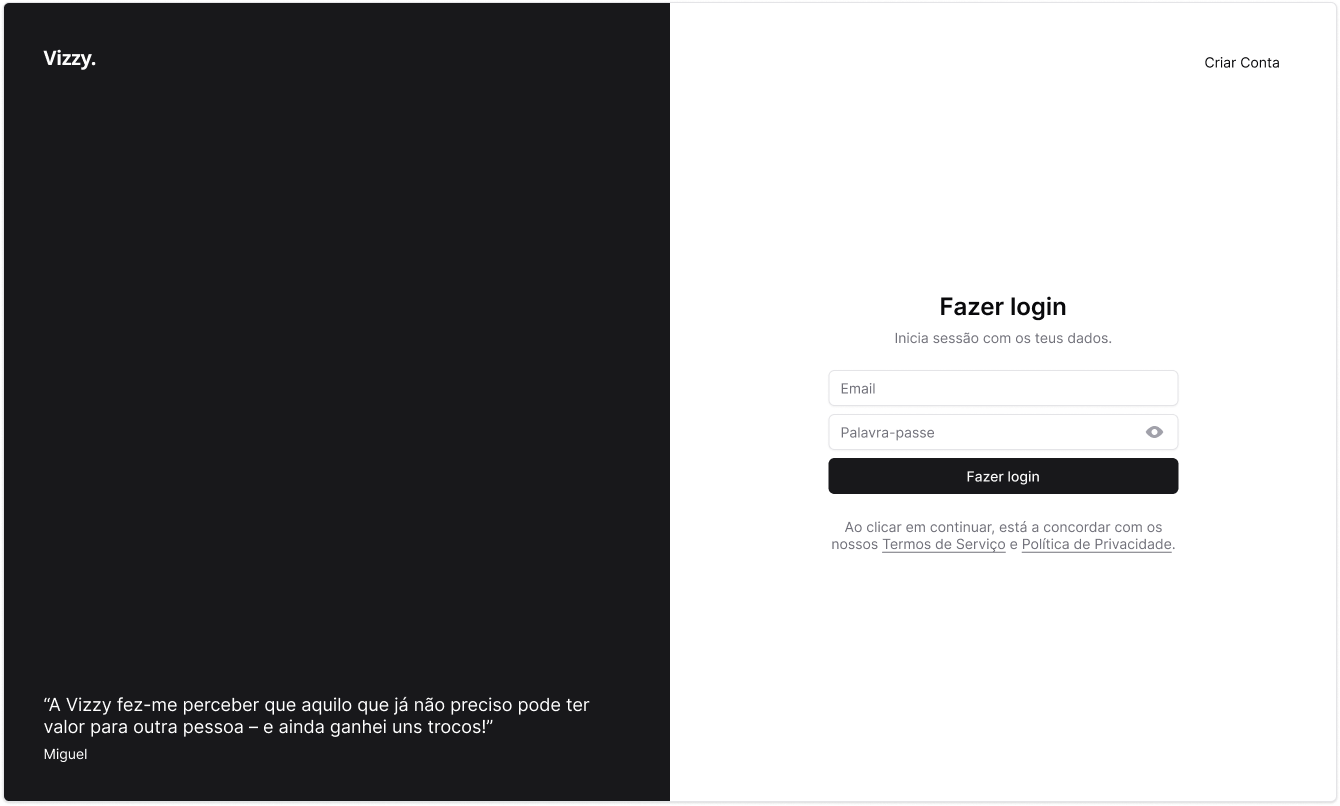 Vizzy.
Criar Conta
Fazer login
Inicia sessão com os teus dados.
Email
Palavra-passe
Fazer login
Ao clicar em continuar, está a concordar com os
nossos Termos de Serviço e Política de Privacidade.
“A Vizzy fez-me perceber que aquilo que já não preciso pode ter
valor para outra pessoa – e ainda ganhei uns trocos!”
Miguel